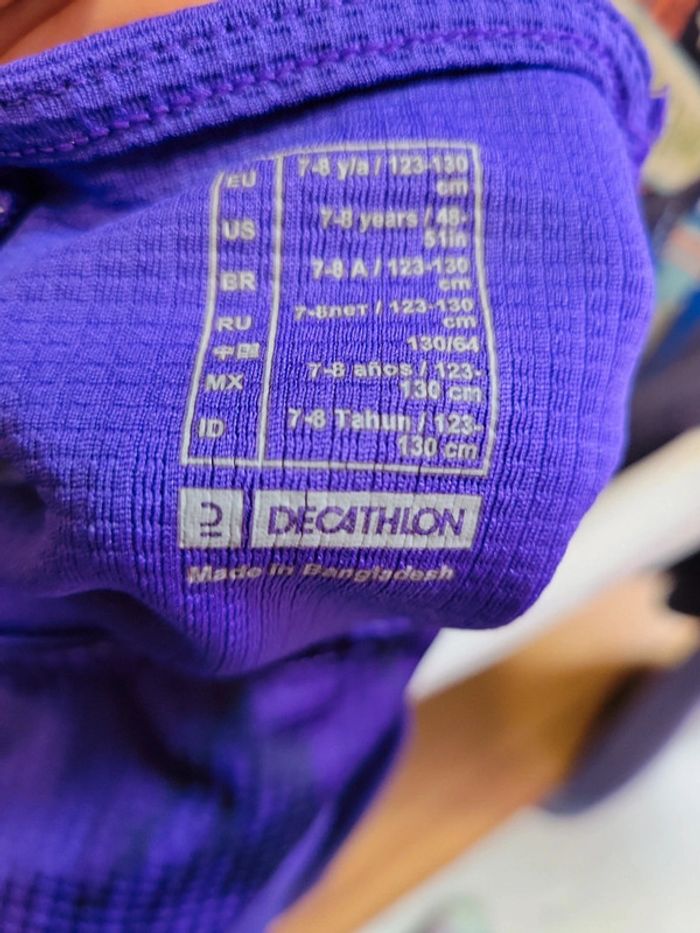 EU 7-8 y/a / 123-130
cm
US 7-8 years / 48-
51in
BR 7-8 A / 123-130
cm
RU 7-8лет / 123-130
cm
中国 130/64
MX 7-8 años / 123-
130 cm
ID 7-8 Tahun / 123-
130 cm
DECATHLON
Made in Bangladesh